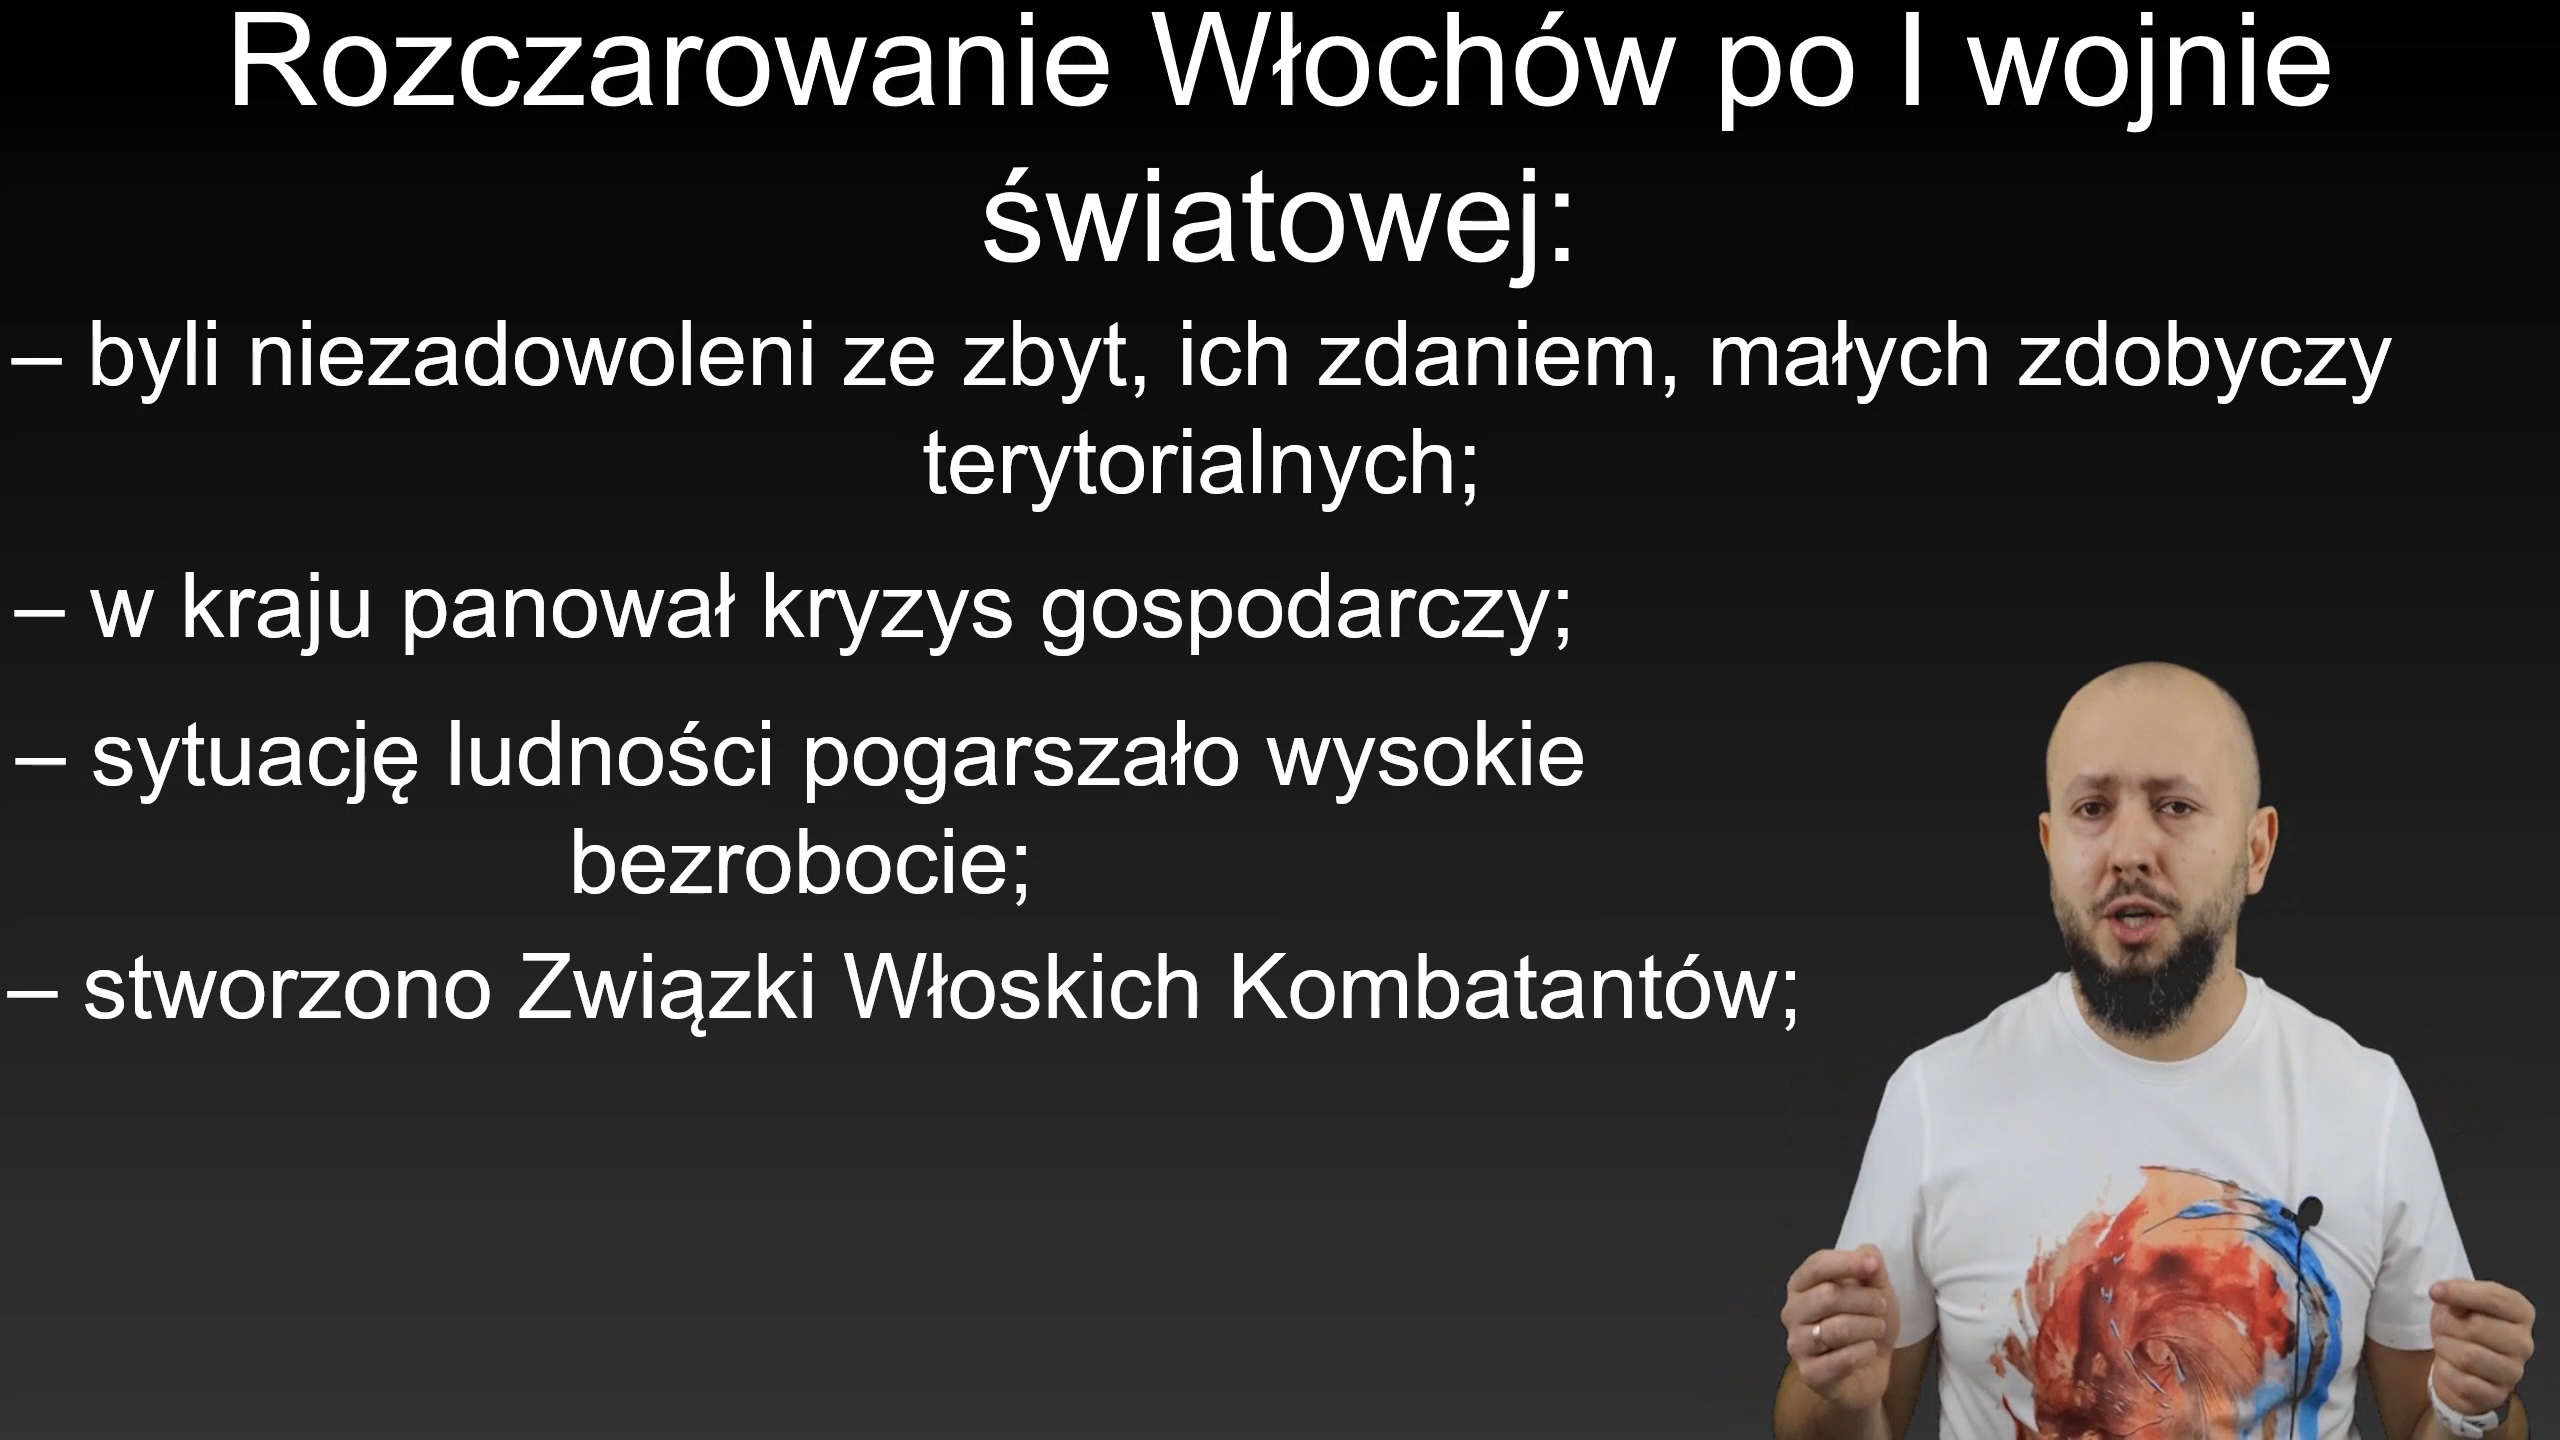 Rozczarowanie Włochów po I wojnie
światowej:
– byli niezadowoleni ze zbyt, ich zdaniem, małych zdobyczy
terytorialnych;
– w kraju panował kryzys gospodarczy;
– sytuację ludności pogarszało wysokie
bezrobocie;
– stworzono Związki Włoskich Kombatantów;